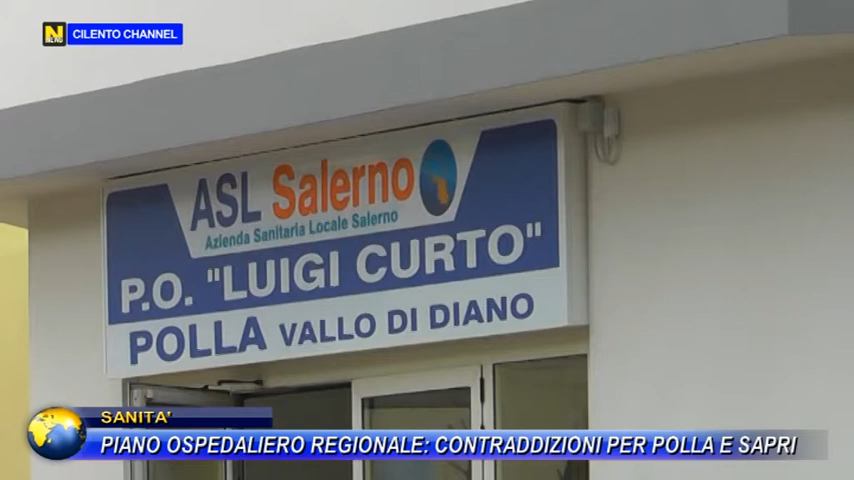 CILENTO CHANNEL
ASL Salerno
Azienda Sanitaria Locale Salerno
P.O. "LUIGI CURTO"
POLLA VALLO DI DIANO
SANITA'
PIANO OSPEDALIERO REGIONALE: CONTRADDIZIONI PER POLLA E SAPRI